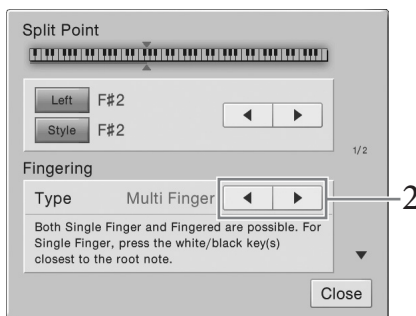 Split Point
Left F♯2
Style F♯2
1/2
Fingering
Type Multi Finger
2
Both Single Finger and Fingered are possible. For
Single Finger, press the white/black key(s)
closest to the root note.
Close